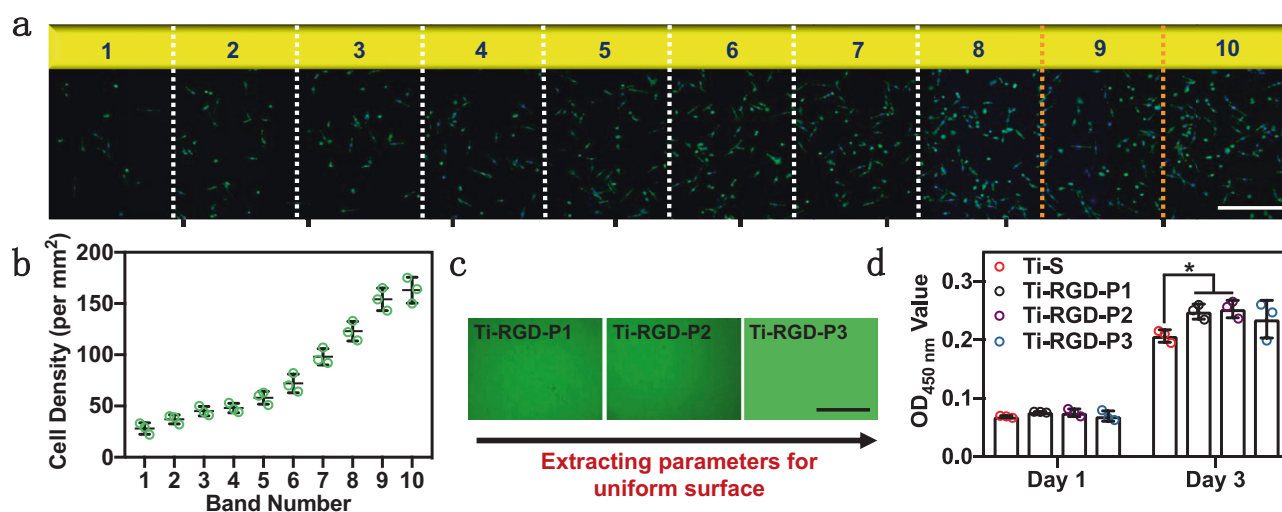 a
1 2 3 4 5 6 7 8 9 10
b
Cell Density (per mm²)
200
150
100
50
0
1 2 3 4 5 6 7 8 9 10
Band Number
c
Ti-RGD-P1 Ti-RGD-P2 Ti-RGD-P3
Extracting parameters for
uniform surface
d
OD450 nm Value
0.3
0.2
0.1
0.0
Ti-S
Ti-RGD-P1
Ti-RGD-P2
Ti-RGD-P3
*
Day 1 Day 3